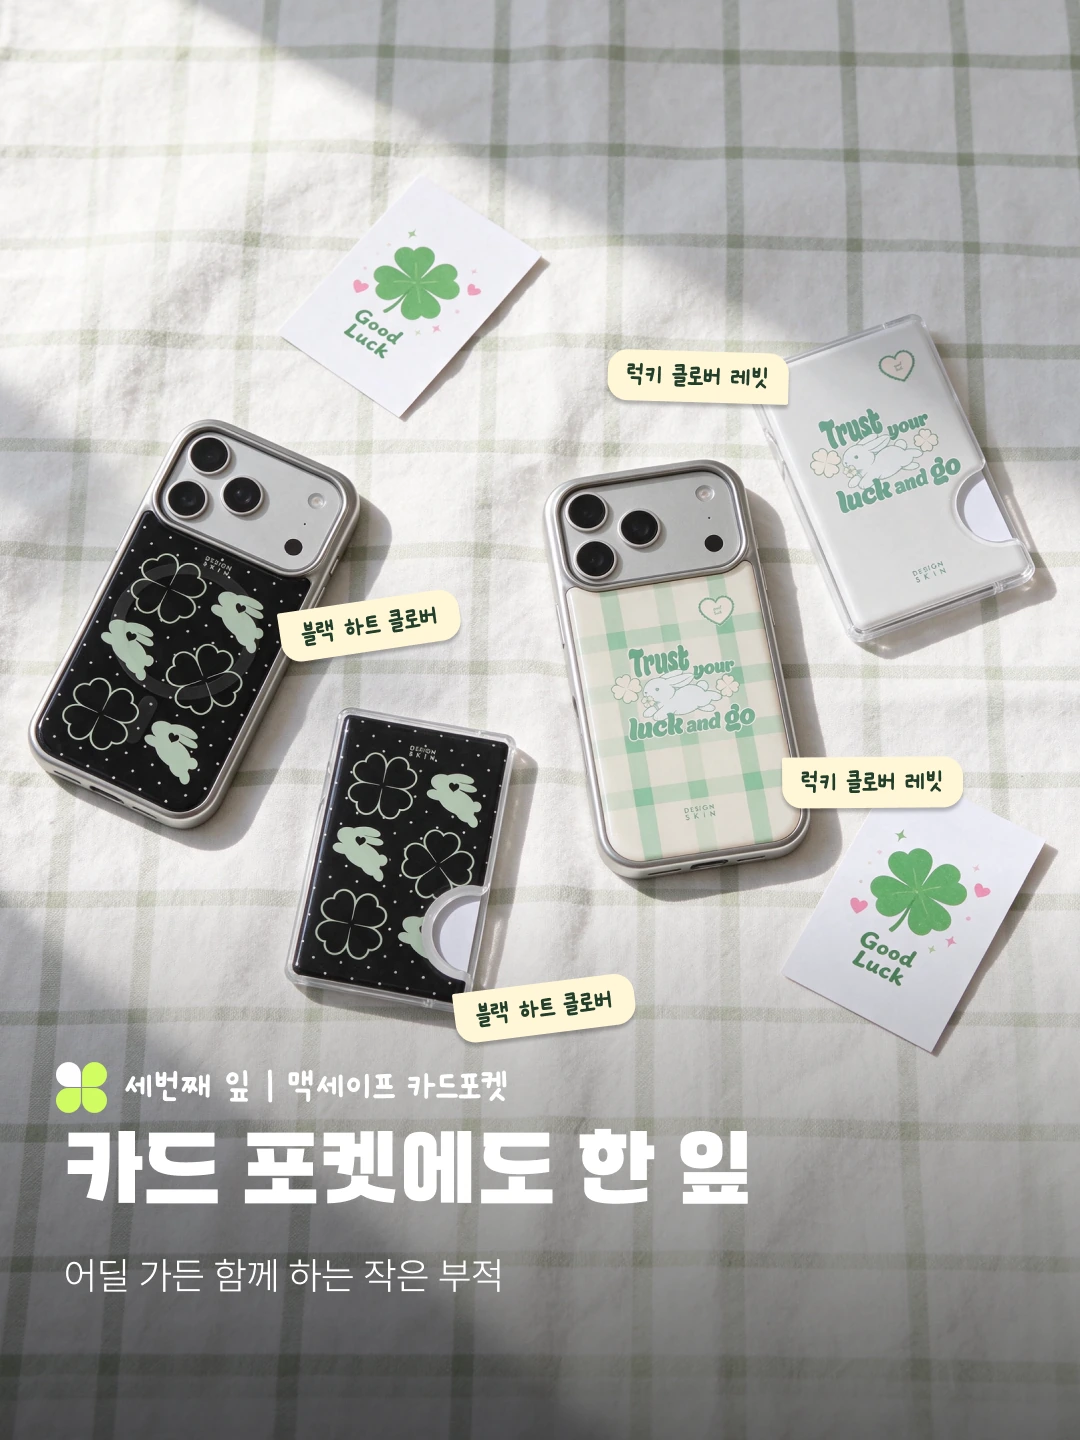 Good
Luck
럭키 클로버 레빗
Trust your
luck and go
DESIGN
SKIN
DESIGN
SKIN
블랙 하트 클로버
Trust your
luck and go
DESIGN
SKIN
DESIGN
SKIN
럭키 클로버 레빗
Good
Luck
블랙 하트 클로버
세번째 잎 | 맥세이프 카드포켓
카드 포켓에도 한 잎
어딜 가든 함께 하는 작은 부적